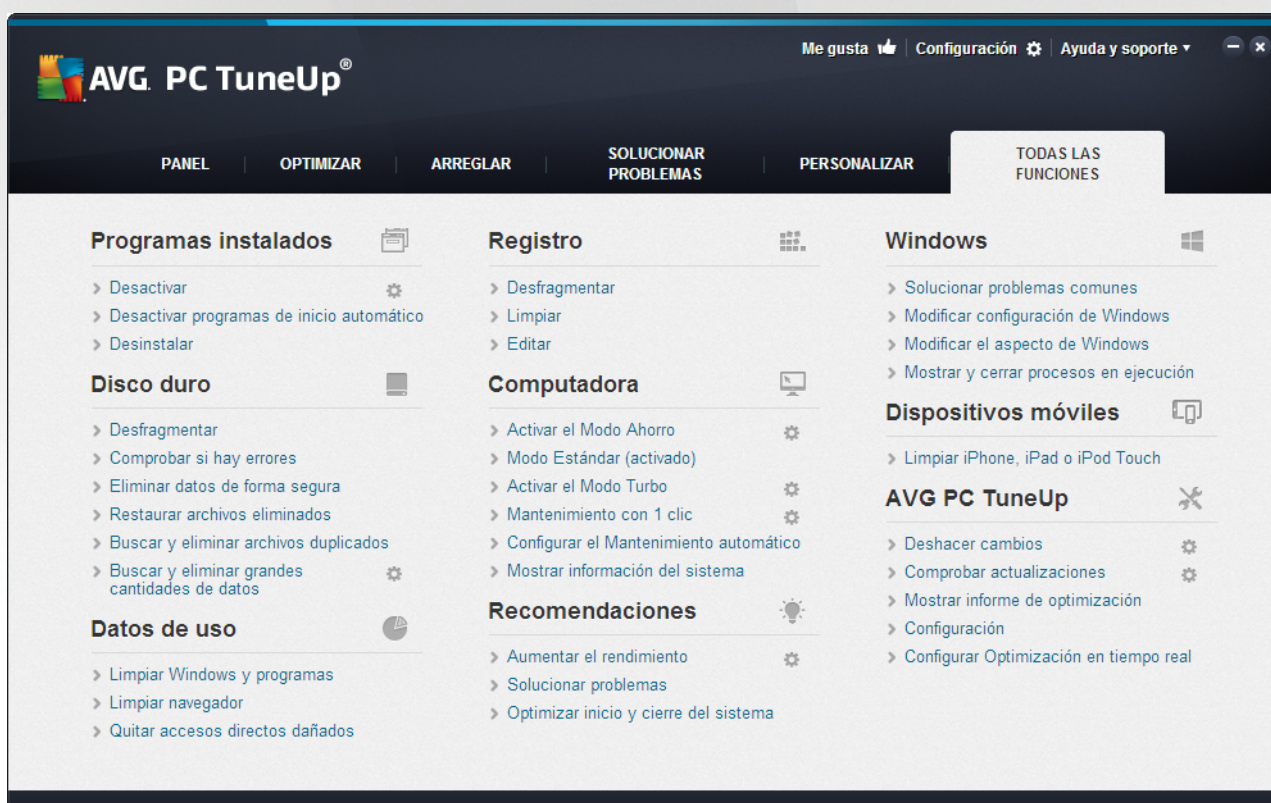 Me gusta Configuración Ayuda y soporte
AVG. PC TuneUp®
PANEL
OPTIMIZAR
ARREGLAR
SOLUCIONAR
PROBLEMAS
PERSONALIZAR
TODAS LAS
FUNCIONES
Programas instalados
Desactivar
Desactivar programas de inicio automático
Desinstalar
Disco duro
Desfragmentar
Comprobar si hay errores
Eliminar datos de forma segura
Restaurar archivos eliminados
Buscar y eliminar archivos duplicados
Buscar y eliminar grandes
cantidades de datos
Datos de uso
Limpiar Windows y programas
Limpiar navegador
Quitar accesos directos dañados
Registro
Desfragmentar
Limpiar
Editar
Computadora
Activar el Modo Ahorro
Modo Estándar (activado)
Activar el Modo Turbo
Mantenimiento con 1 clic
Configurar el Mantenimiento automático
Mostrar información del sistema
Recomendaciones
Aumentar el rendimiento
Solucionar problemas
Optimizar inicio y cierre del sistema
Windows
Solucionar problemas comunes
Modificar configuración de Windows
Modificar el aspecto de Windows
Mostrar y cerrar procesos en ejecución
Dispositivos móviles
Limpiar iPhone, iPad o iPod Touch
AVG PC TuneUp
Deshacer cambios
Comprobar actualizaciones
Mostrar informe de optimización
Configuración
Configurar Optimización en tiempo real